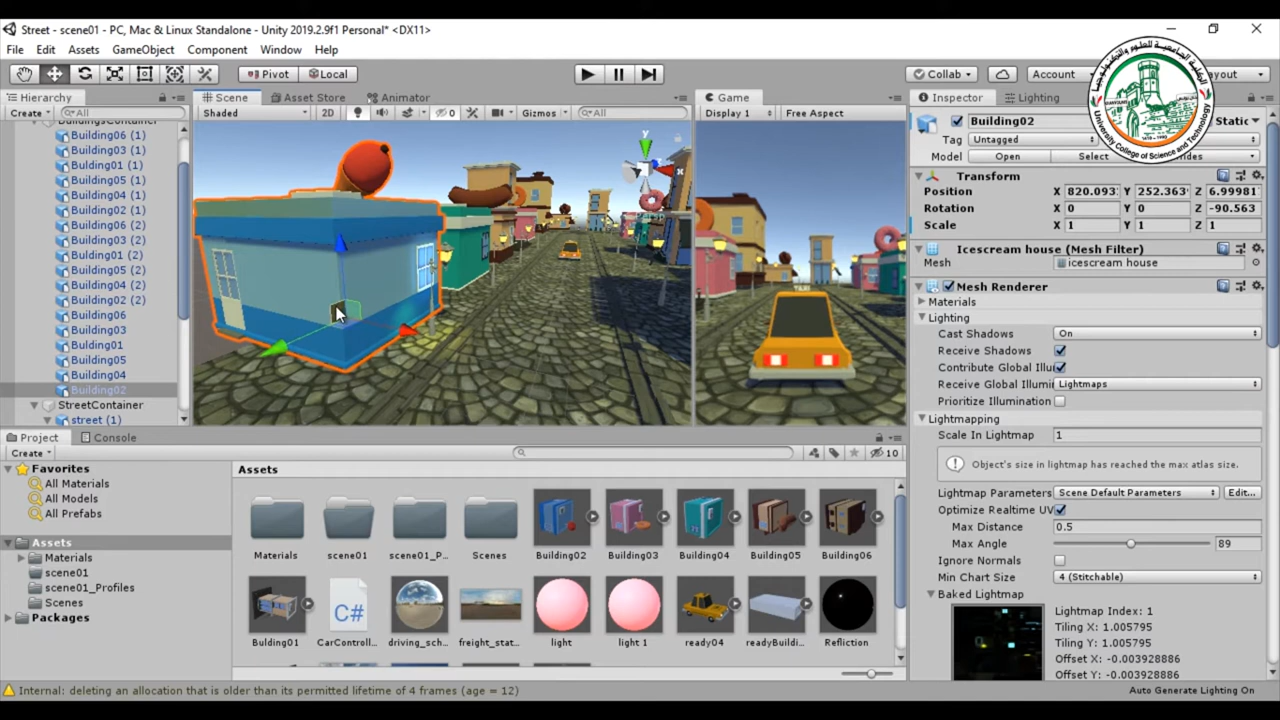 Street - scene01 - PC, Mac & Linux Standalone - Unity 2019.2.9f1 Personal* <DX11>
File Edit Assets GameObject Component Window Help
Pivot Local Collab Account
Hierarchy Scene Asset Store Animator Game Inspector Lighting
Create All Shaded 2D 0 Gizmos All Display 1 Free Aspect
Building02 Static
Tag Untagged
Model Open Select
Building06 (1)
Building03 (1)
Bulding01 (1)
Building05 (1)
Building04 (1)
Building02 (1)
Building06 (2)
Building03 (2)
Bulding01 (2)
Building05 (2)
Building04 (2)
Building02 (2)
Building06
Building03
Bulding01
Building05
Building04
Building02
StreetContainer
street (1)
y
x
TAXI
Transform
Position X 820.093 Y 252.363 Z 6.99981
Rotation X 0 Y 0 Z -90.563
Scale X 1 Y 1 Z 1
Icescream house (Mesh Filter)
Mesh icescream house
Mesh Renderer
Materials
Lighting
Cast Shadows On
Receive Shadows
Contribute Global Illu
Receive Global Illumi Lightmaps
Prioritize Illumination
Lightmapping
Scale In Lightmap 1
Object's size in lightmap has reached the max atlas size.
Lightmap Parameters Scene Default Parameters Edit...
Optimize Realtime UV
Max Distance 0.5
Max Angle 89
Ignore Normals
Min Chart Size 4 (Stitchable)
Baked Lightmap
Lightmap Index: 1
Tiling X: 1.005795
Tiling Y: 1.005795
Offset X: -0.003928886
Offset Y: -0.003928886
Project Console
Create 10
Favorites
All Materials
All Models
All Prefabs
Assets
Materials
scene01
scene01_Profiles
Scenes
Packages
Assets
Materials scene01 scene01_P... Scenes Building02 Building03 Building04 Building05 Building06
C#
Bulding01 CarControll... driving_sch... freight_stat... light light 1 ready04 readyBuildi... Refliction
Internal: deleting an allocation that is older than its permitted lifetime of 4 frames (age = 12)
Auto Generate Lighting On
الكلية الجامعية للعلوم والتكنولوجيا
University College of Science and Technology